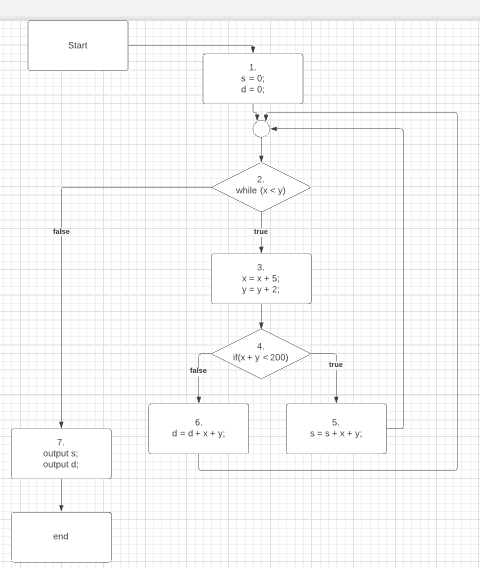 Start
1.
s = 0;
d = 0;
2.
while (x < y)
false
true
3.
x = x + 5;
y = y + 2;
4.
if(x + y < 200)
false
true
6.
d = d + x + y;
5.
s = s + x + y;
7.
output s;
output d;
end